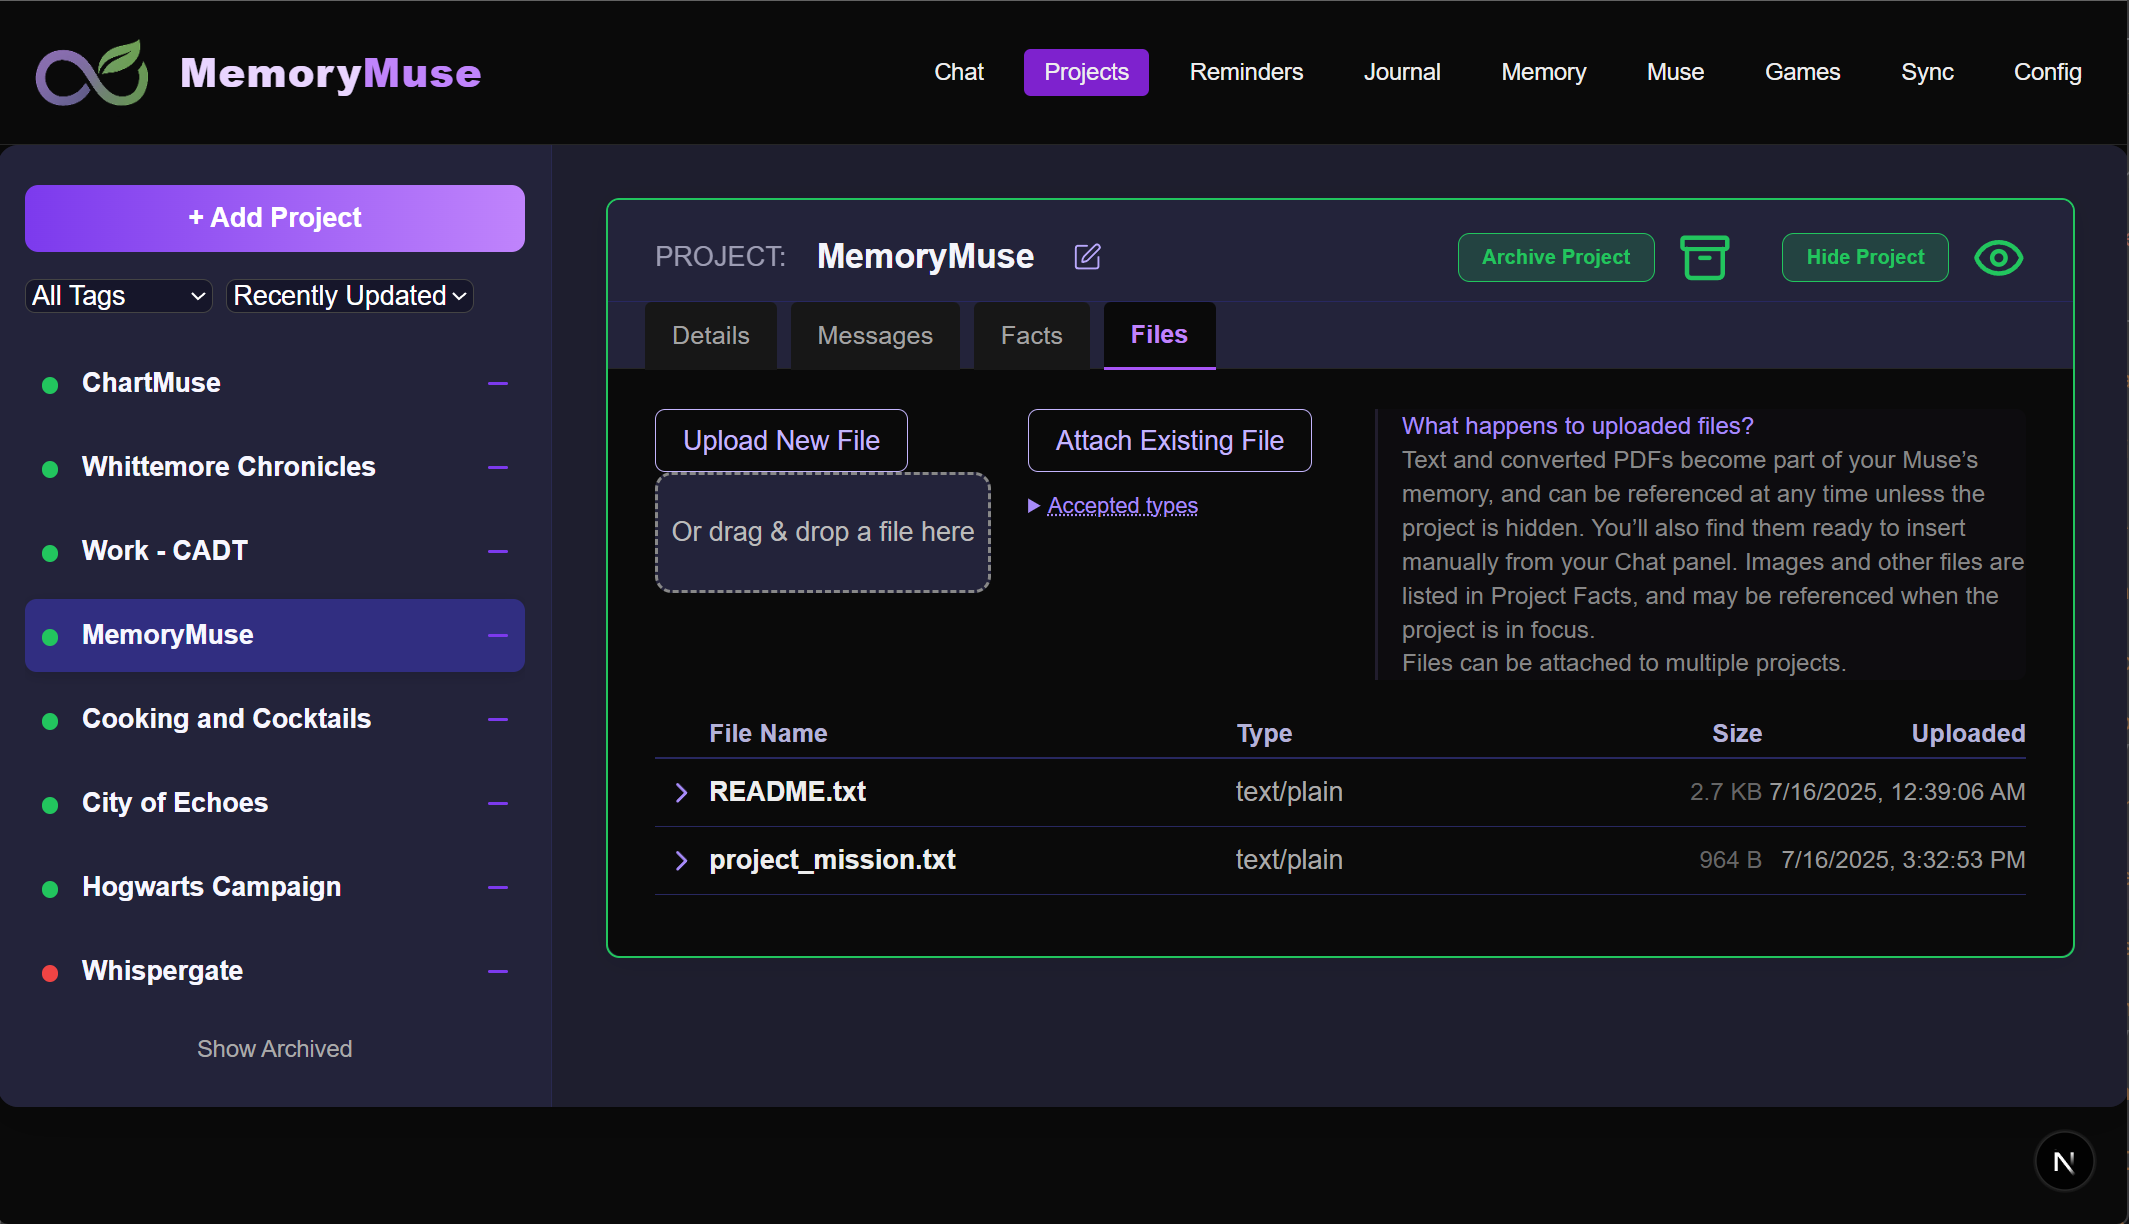 MemoryMuse
Chat Projects Reminders Journal Memory Muse Games Sync Config
+ Add Project
All Tags Recently Updated
ChartMuse
Whittemore Chronicles
Work - CADT
MemoryMuse
Cooking and Cocktails
City of Echoes
Hogwarts Campaign
Whispergate
Show Archived
PROJECT: MemoryMuse
Archive Project Hide Project
Details Messages Facts Files
Upload New File
Or drag & drop a file here
Attach Existing File
Accepted types
What happens to uploaded files?
Text and converted PDFs become part of your Muse’s
memory, and can be referenced at any time unless the
project is hidden. You’ll also find them ready to insert
manually from your Chat panel. Images and other files are
listed in Project Facts, and may be referenced when the
project is in focus.
Files can be attached to multiple projects.
File Name Type Size Uploaded
README.txt text/plain 2.7 KB 7/16/2025, 12:39:06 AM
project_mission.txt text/plain 964 B 7/16/2025, 3:32:53 PM
N